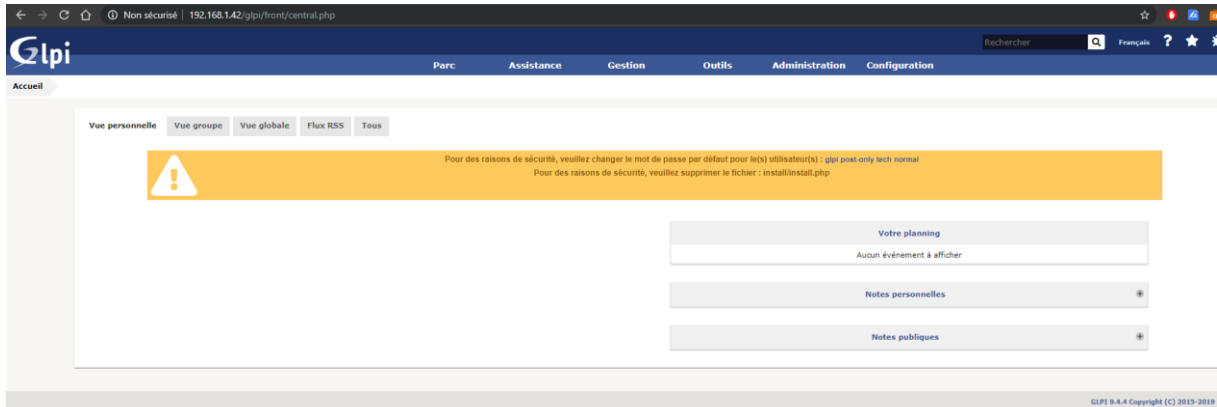 Non sécurisé | 192.168.1.42/glpi/front/central.php
Glpi
Rechercher Français ?
Parc Assistance Gestion Outils Administration Configuration
Accueil
Vue personnelle Vue groupe Vue globale Flux RSS Tous
Pour des raisons de sécurité, veuillez changer le mot de passe par défaut pour le(s) utilisateur(s) : glpi post-only tech normal
Pour des raisons de sécurité, veuillez supprimer le fichier : install/install.php
Votre planning
Aucun événement à afficher
Notes personnelles
Notes publiques
GLPI 9.4.4 Copyright (C) 2015-2019